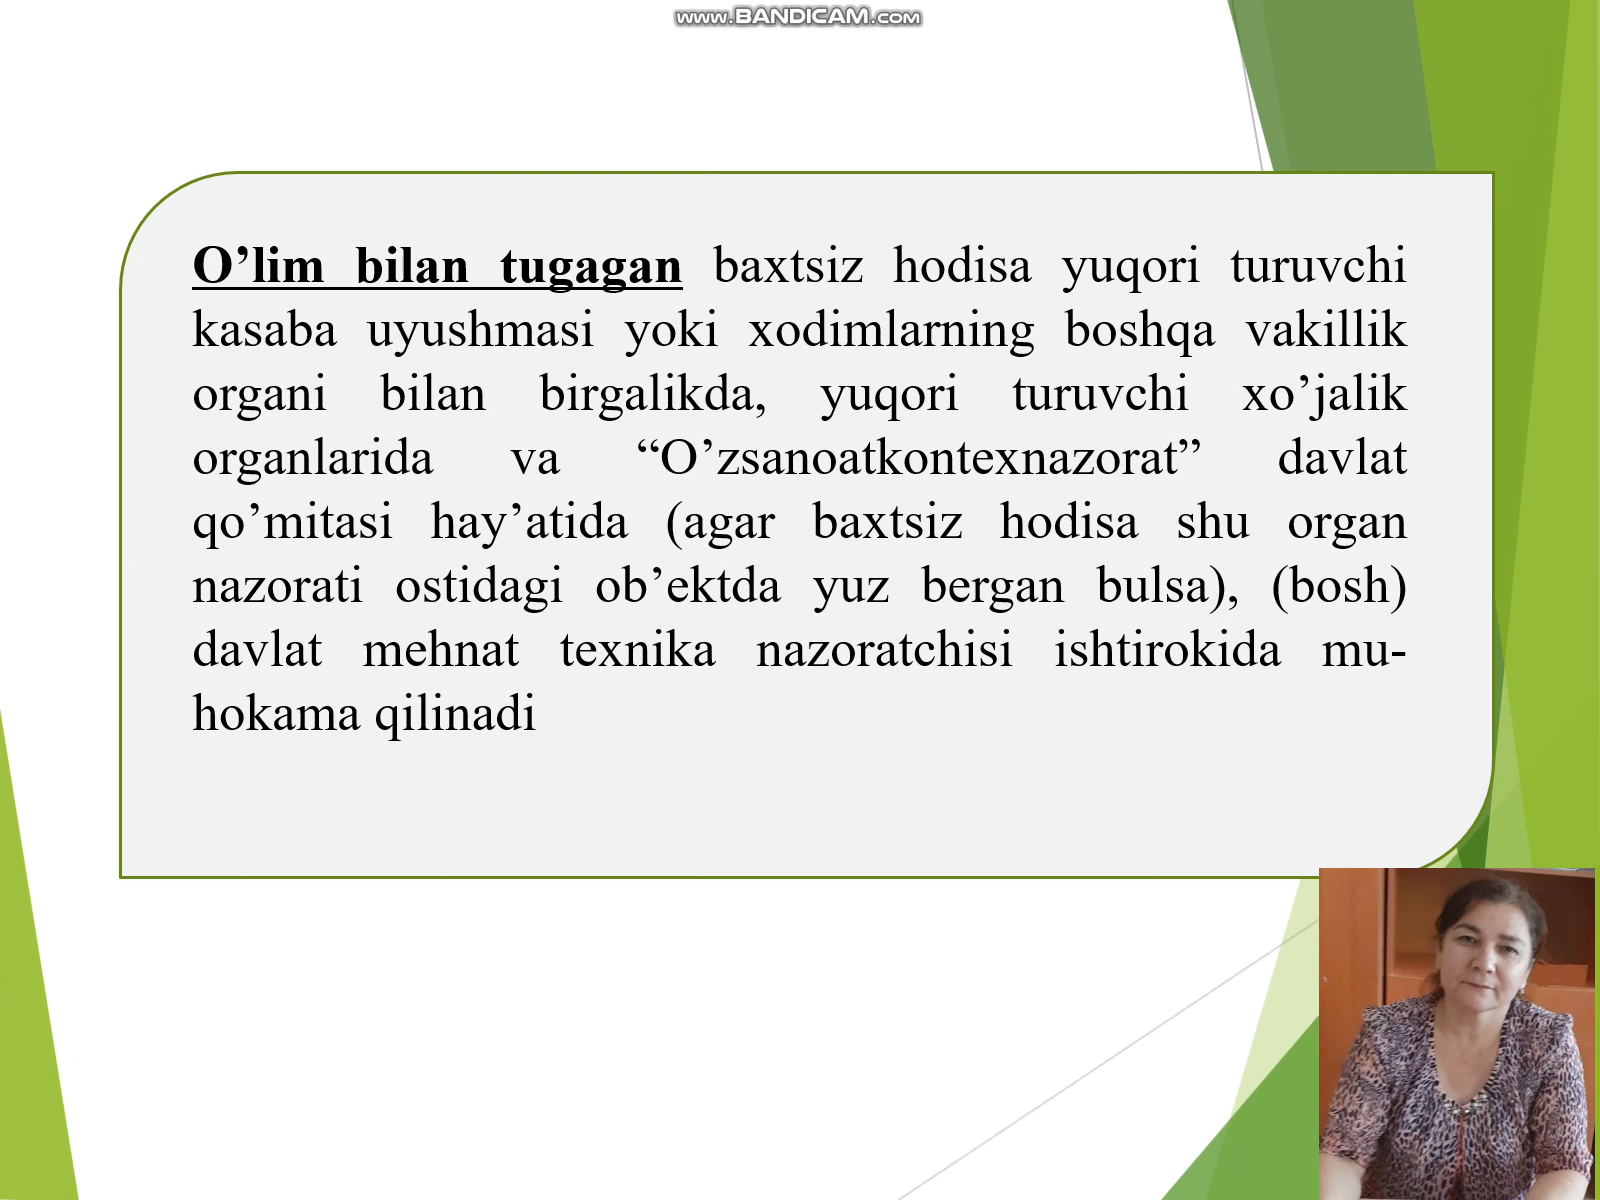 www.BANDICAM.com
O’lim bilan tugagan baxtsiz hodisa yuqori turuvchi
kasaba uyushmasi yoki xodimlarning boshqa vakillik
organi bilan birgalikda, yuqori turuvchi xo’jalik
organlarida va “O’zsanoatkontexnazorat” davlat
qo’mitasi hay’atida (agar baxtsiz hodisa shu organ
nazorati ostidagi ob’ektda yuz bergan bulsa), (bosh)
davlat mehnat texnika nazoratchisi ishtirokida mu-
hokama qilinadi